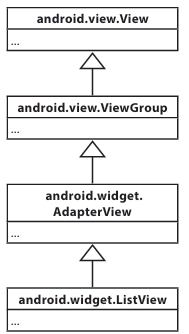 android.view.View
...
android.view.ViewGroup
...
android.widget.
AdapterView
...
android.widget.ListView
...